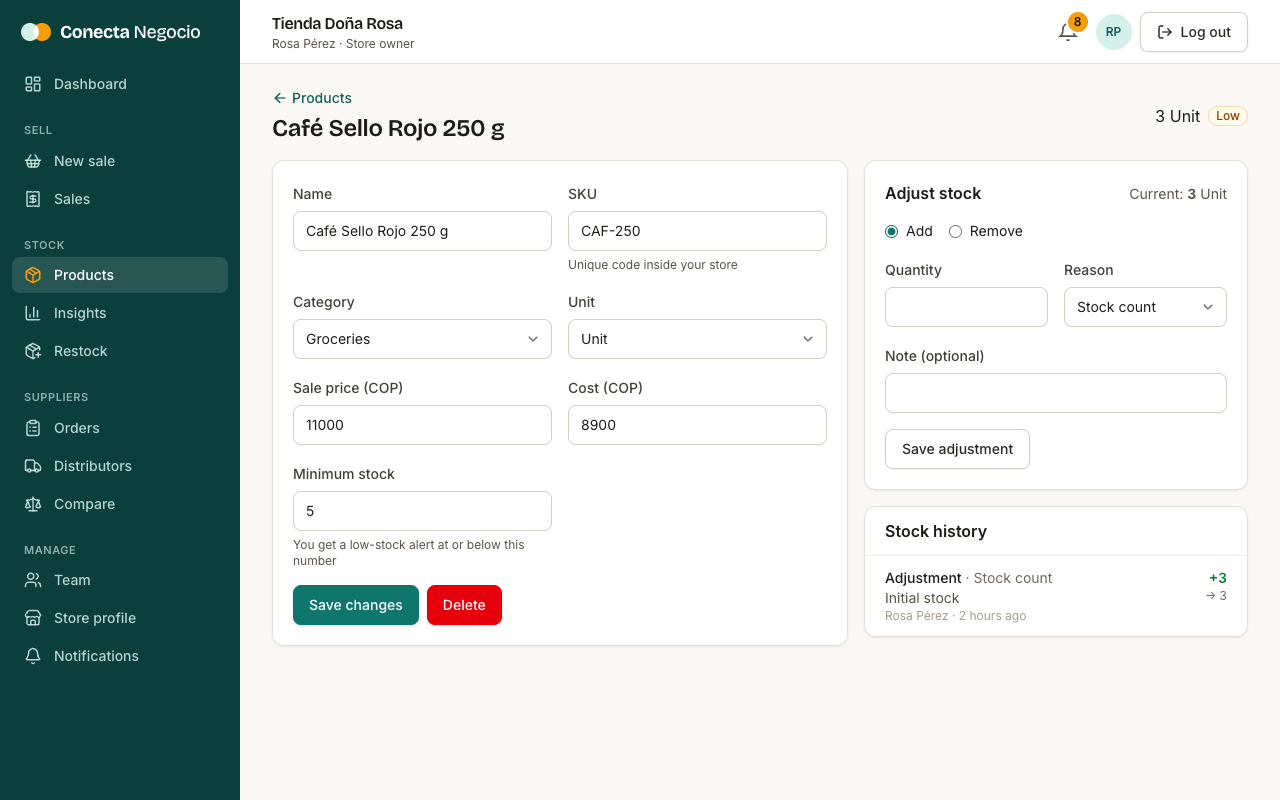 Conecta Negocio
Dashboard
SELL
New sale
Sales
STOCK
Products
Insights
Restock
SUPPLIERS
Orders
Distributors
Compare
MANAGE
Team
Store profile
Notifications
Tienda Doña Rosa
Rosa Pérez · Store owner
8
RP
Log out
← Products
Café Sello Rojo 250 g
3 Unit Low
Name
Café Sello Rojo 250 g
SKU
CAF-250
Unique code inside your store
Category
Groceries
Unit
Unit
Sale price (COP)
11000
Cost (COP)
8900
Minimum stock
5
You get a low-stock alert at or below this
number
Save changes
Delete
Adjust stock
Current: 3 Unit
Add
Remove
Quantity
Reason
Stock count
Note (optional)
Save adjustment
Stock history
Adjustment · Stock count
+3
Initial stock
→ 3
Rosa Pérez · 2 hours ago